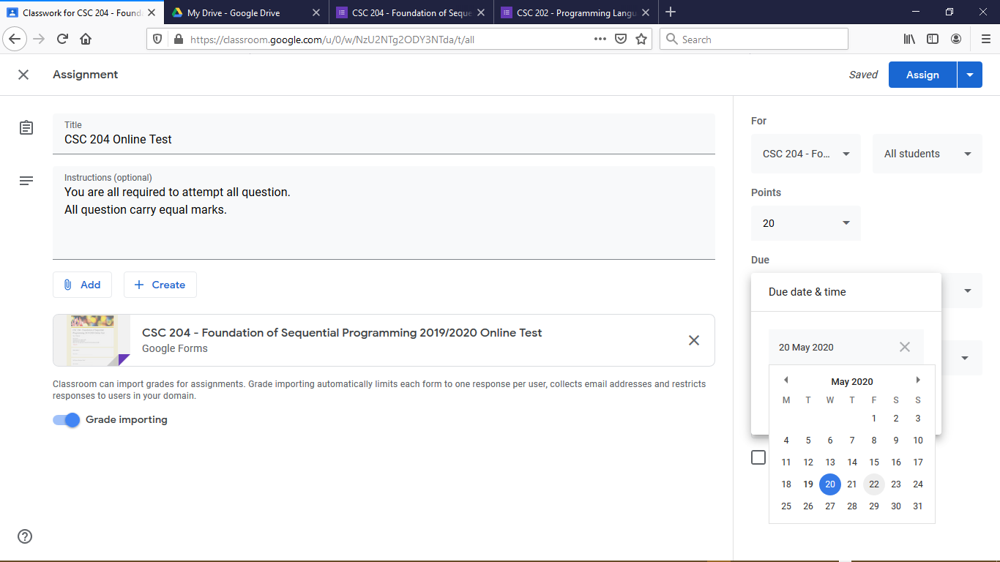 Classwork for CSC 204 - Found
My Drive - Google Drive
CSC 204 - Foundation of Seque
CSC 202 - Programming Langu
https://classroom.google.com/u/0/w/NzU2NTg2ODY3NTda/t/all
Search
Assignment
Saved
Assign
Title
CSC 204 Online Test
Instructions (optional)
You are all required to attempt all question.
All question carry equal marks.
Add
Create
CSC 204 - Foundation of Sequential Programming 2019/2020 Online Test
Google Forms
Classroom can import grades for assignments. Grade importing automatically limits each form to one response per user, collects email addresses and restricts
responses to users in your domain.
Grade importing
For
CSC 204 - Fo...
All students
Points
20
Due
Due date & time
20 May 2020
May 2020
M T W T F S S
1 2 3
4 5 6 7 8 9 10
11 12 13 14 15 16 17
18 19 20 21 22 23 24
25 26 27 28 29 30 31